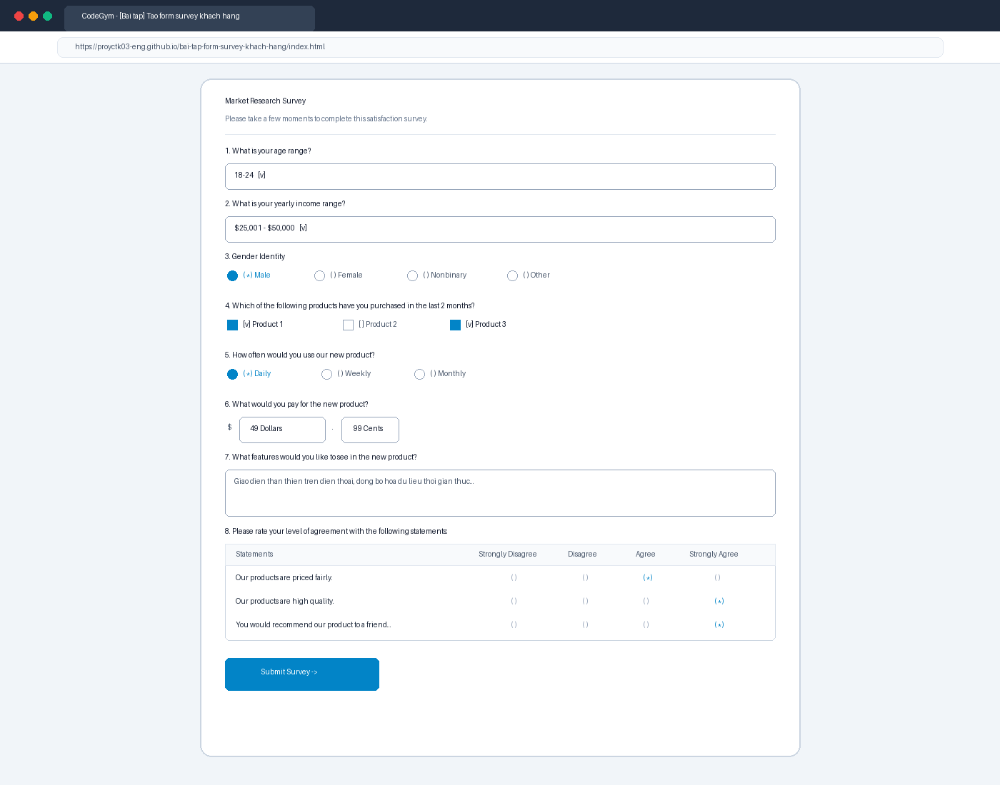 CodeGym - [Bai tap] Tao form survey khach hang
https://proyctk03-eng.github.io/bai-tap-form-survey-khach-hang/index.html
Market Research Survey
Please take a few moments to complete this satisfaction survey.
1. What is your age range?
18-24 [v]
2. What is your yearly income range?
$25,001 - $50,000 [v]
3. Gender Identity
(*) Male ( ) Female ( ) Nonbinary ( ) Other
4. Which of the following products have you purchased in the last 2 months?
[v] Product 1 [ ] Product 2 [v] Product 3
5. How often would you use our new product?
(*) Daily ( ) Weekly ( ) Monthly
6. What would you pay for the new product?
$ 49 Dollars . 99 Cents
7. What features would you like to see in the new product?
Giao dien than thien tren dien thoai, dong bo hoa du lieu thoi gian thuc...
8. Please rate your level of agreement with the following statements:
Statements Strongly Disagree Disagree Agree Strongly Agree
Our products are priced fairly. ( ) ( ) (*) ( )
Our products are high quality. ( ) ( ) ( ) (*)
You would recommend our product to a friend... ( ) ( ) ( ) (*)
Submit Survey ->